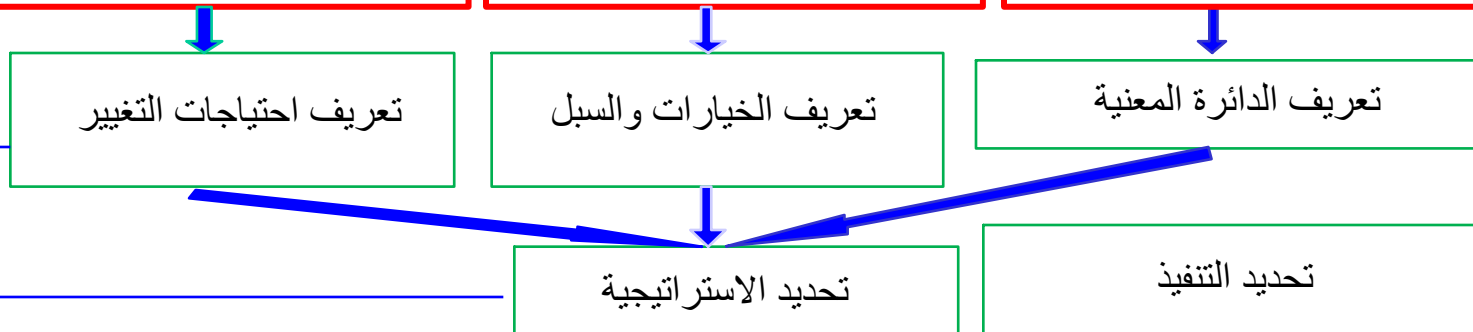 تعريف الدائرة المعنية
تعريف الخيارات والسبل
تعريف احتياجات التغيير
تحديد التنفيذ
تحديد الاستراتيجية